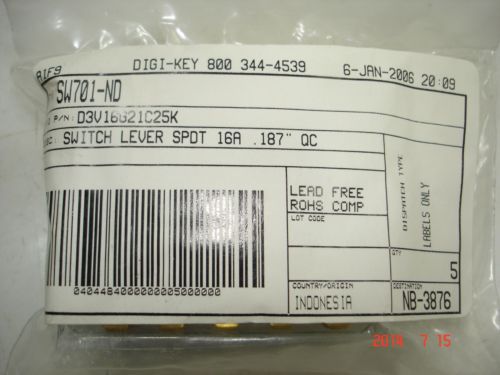 DIGI-KEY 800 344-4539 6-JAN-2006 20:09
SW701-ND
P/N: D3V16G21C25K
SWITCH LEVER SPDT 16A .187" QC
LEAD FREE
ROHS COMP
LOT CODE
DISPATCH TYPE
LABELS ONLY
QTY
5
0404484000000005000000
COUNTRY/ORIGIN
INDONESIA
DESTINATION
NB-3876
2014 7 15